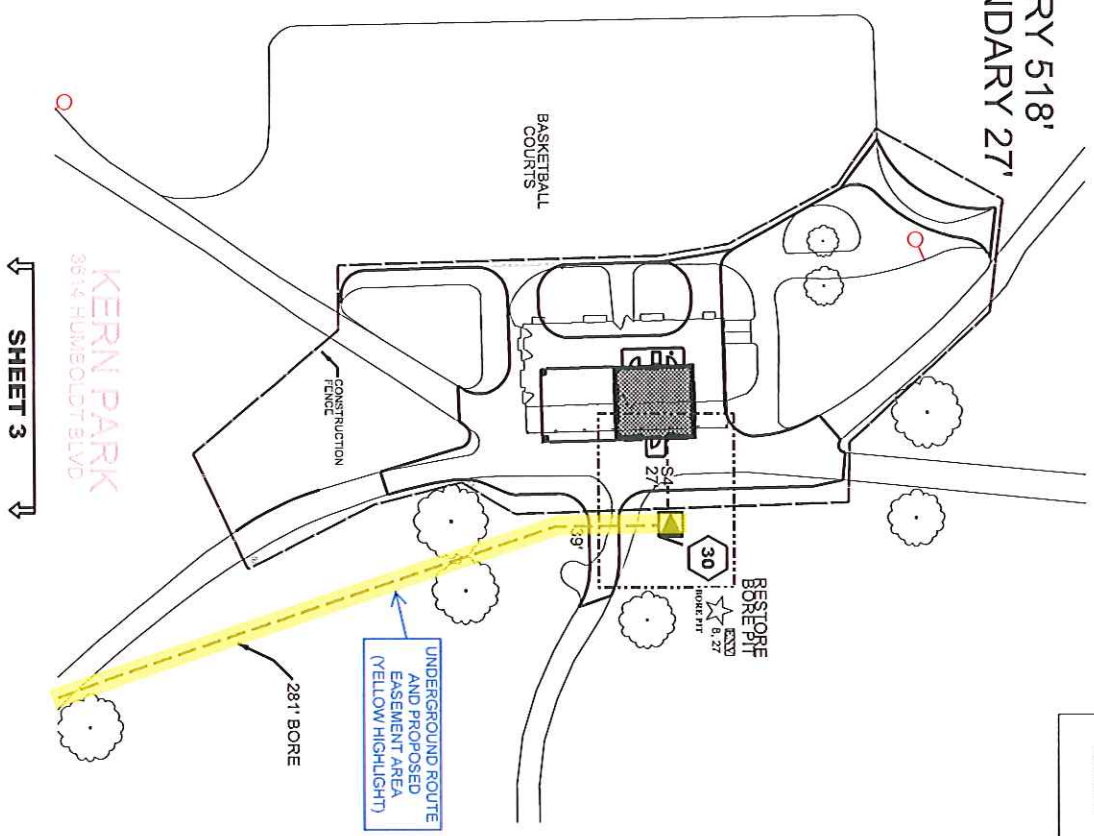 RY 518'
NDARY 27'
BASKETBALL
COURTS
CONSTRUCTION
FENCE
S4
27'
39'
30
RESTORE
BORE PIT
BORE PIT
8, 27
UNDERGROUND ROUTE
AND PROPOSED
EASEMENT AREA
(YELLOW HIGHLIGHT)
281' BORE
KERN PARK
3614 HUMBOLDT BLVD
SHEET 3